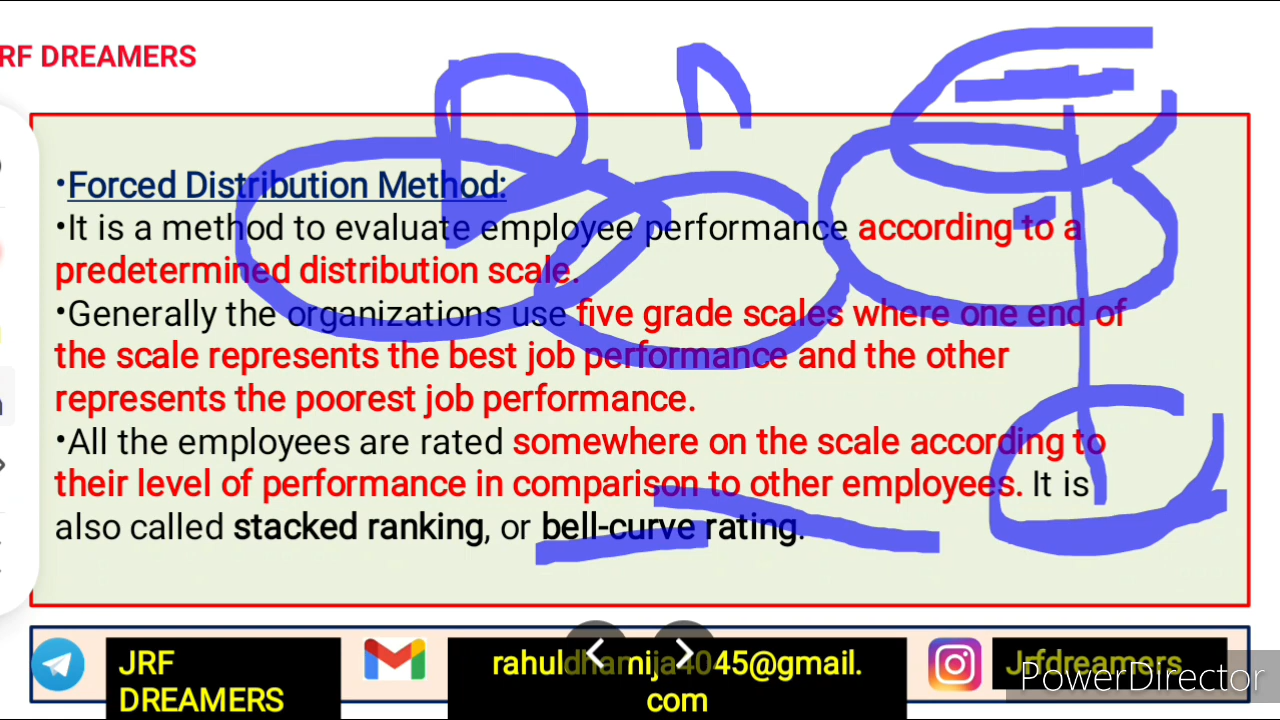 RF DREAMERS
•Forced Distribution Method:
•It is a method to evaluate employee performance according to a
predetermined distribution scale.
•Generally the organizations use five grade scales where one end of
the scale represents the best job performance and the other
represents the poorest job performance.
•All the employees are rated somewhere on the scale according to
their level of performance in comparison to other employees. It is
also called stacked ranking, or bell-curve rating.
JRF
DREAMERS
rahuldhamija4045@gmail.
com
Jrfdreamers
PowerDirector